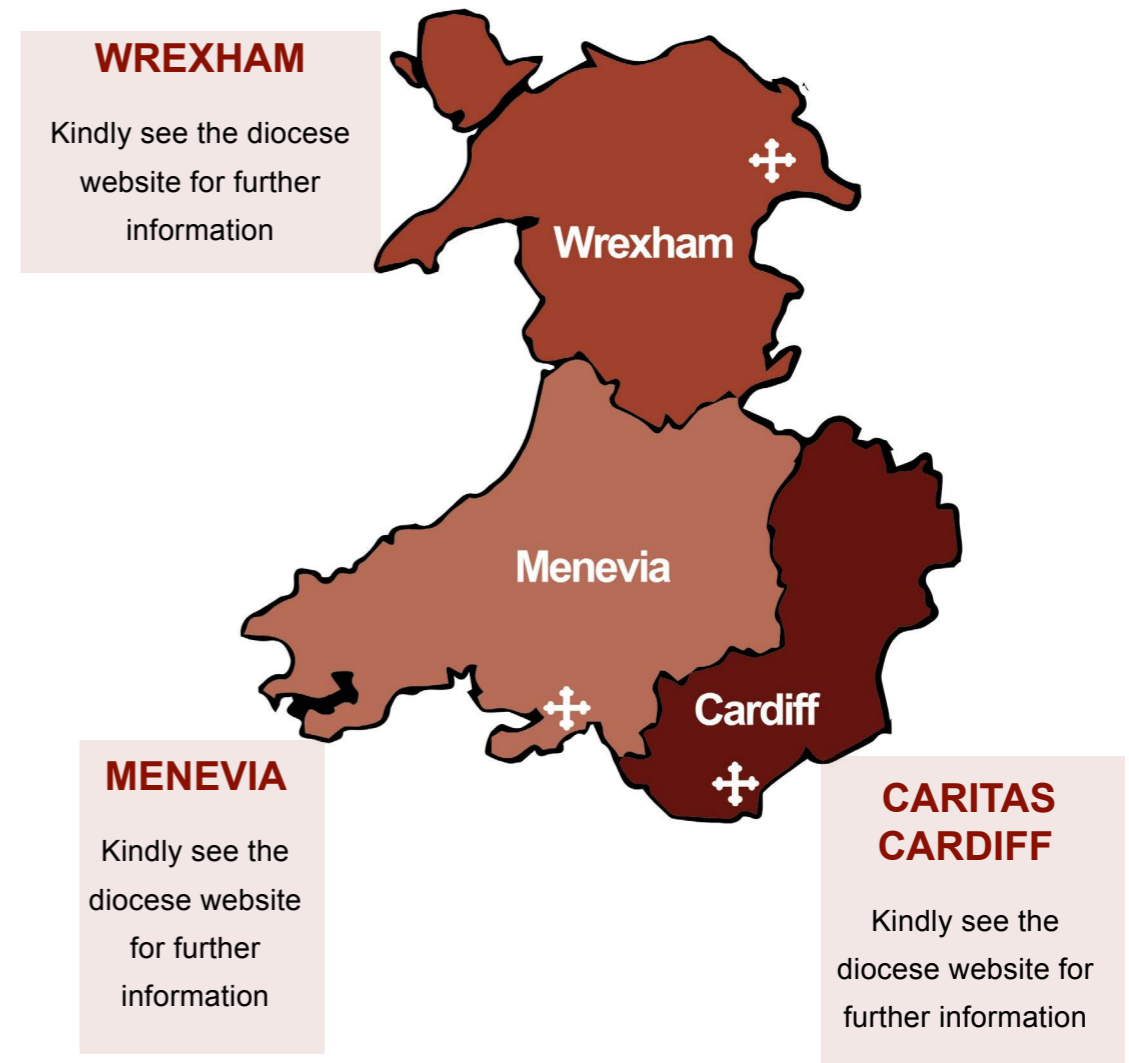 WREXHAM
Kindly see the diocese
website for further
information
Wrexham
Menevia
Cardiff
MENEVIA
Kindly see the
diocese website
for further
information
CARITAS
CARDIFF
Kindly see the
diocese website for
further information